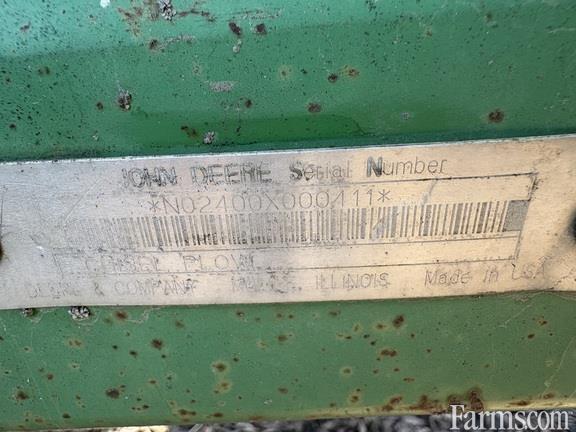 JOHN DEERE Serial Number
*N02400X000411*
CHISEL PLOW
DEERE & COMPANY MOLINE, ILLINOIS Made in USA
Farms.com